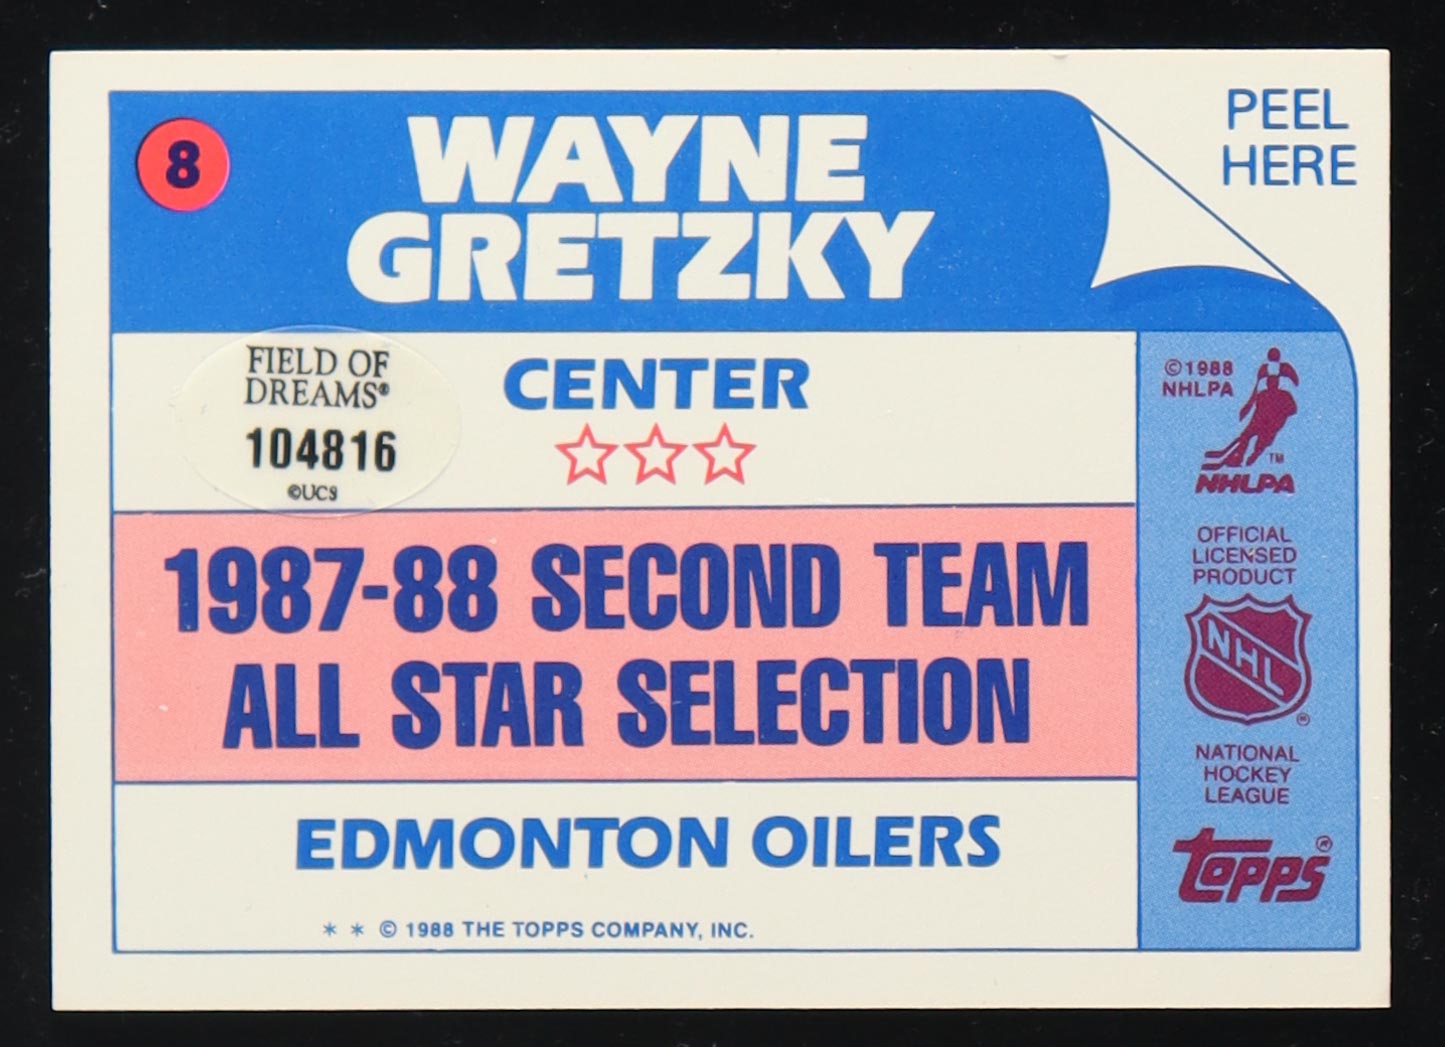 PEEL
HERE
8
WAYNE
GRETZKY
FIELD OF
DREAMS®
104816
©UCS
CENTER
©1988
NHLPA
TM
NHLPA
1987-88 SECOND TEAM
ALL STAR SELECTION
OFFICIAL
LICENSED
PRODUCT
NHL
®
NATIONAL
HOCKEY
LEAGUE
EDMONTON OILERS
topps®
* * © 1988 THE TOPPS COMPANY, INC.